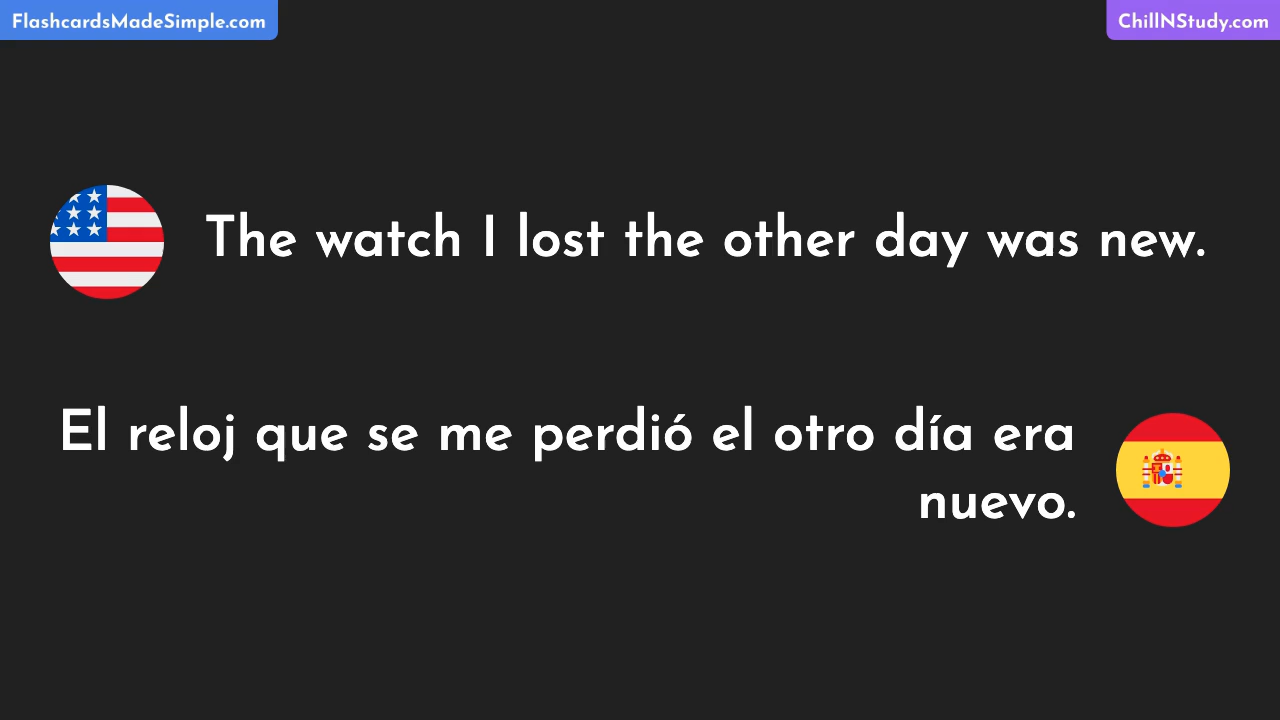 FlashcardsMadeSimple.com
ChillNStudy.com
The watch I lost the other day was new.
El reloj que se me perdió el otro día era
nuevo.